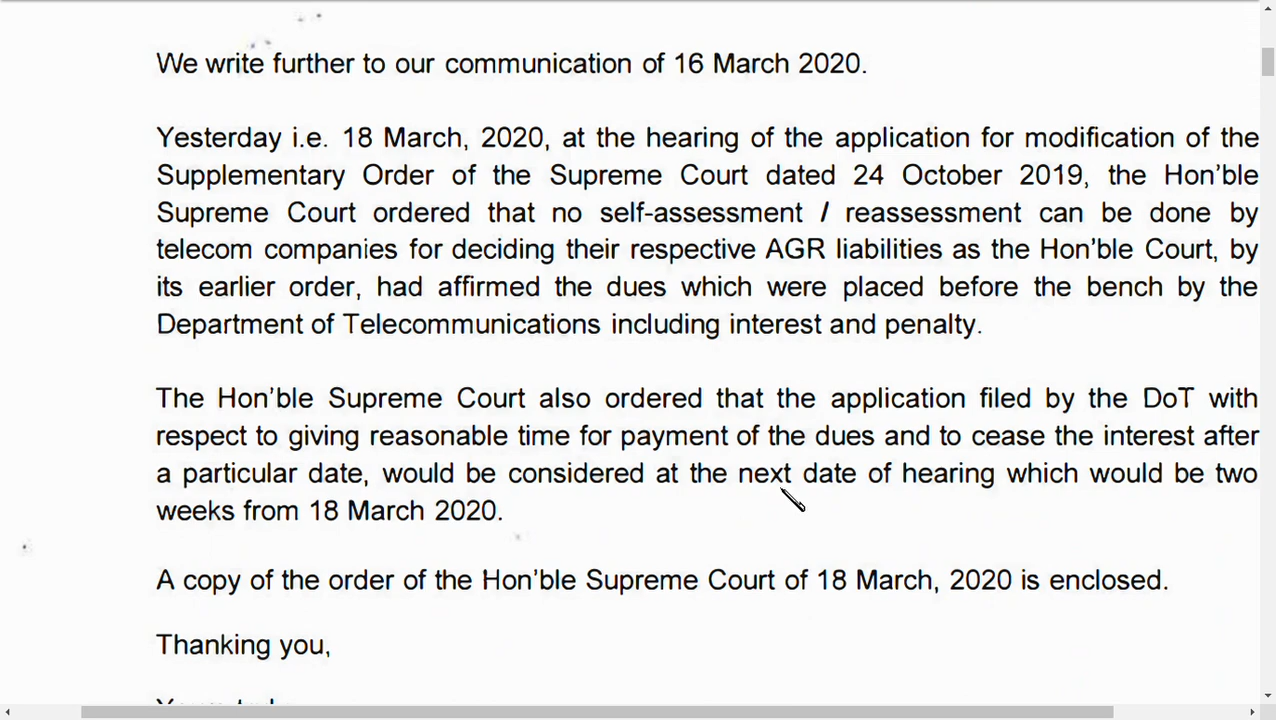 We write further to our communication of 16 March 2020.
Yesterday i.e. 18 March, 2020, at the hearing of the application for modification of the
Supplementary Order of the Supreme Court dated 24 October 2019, the Hon’ble
Supreme Court ordered that no self-assessment / reassessment can be done by
telecom companies for deciding their respective AGR liabilities as the Hon’ble Court, by
its earlier order, had affirmed the dues which were placed before the bench by the
Department of Telecommunications including interest and penalty.
The Hon’ble Supreme Court also ordered that the application filed by the DoT with
respect to giving reasonable time for payment of the dues and to cease the interest after
a particular date, would be considered at the next date of hearing which would be two
weeks from 18 March 2020.
A copy of the order of the Hon’ble Supreme Court of 18 March, 2020 is enclosed.
Thanking you,